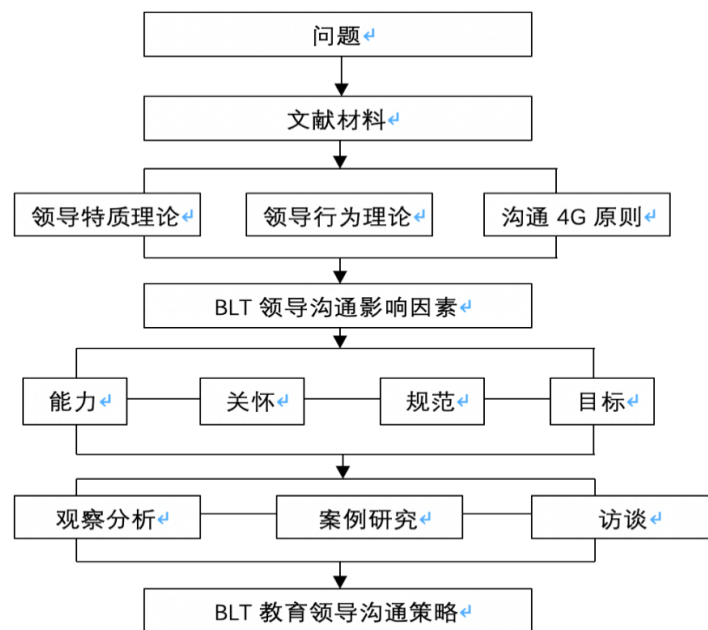 问题
文献材料
领导特质理论
领导行为理论
沟通 4G 原则
BLT 领导沟通影响因素
能力
关怀
规范
目标
观察分析
案例研究
访谈
BLT 教育领导沟通策略